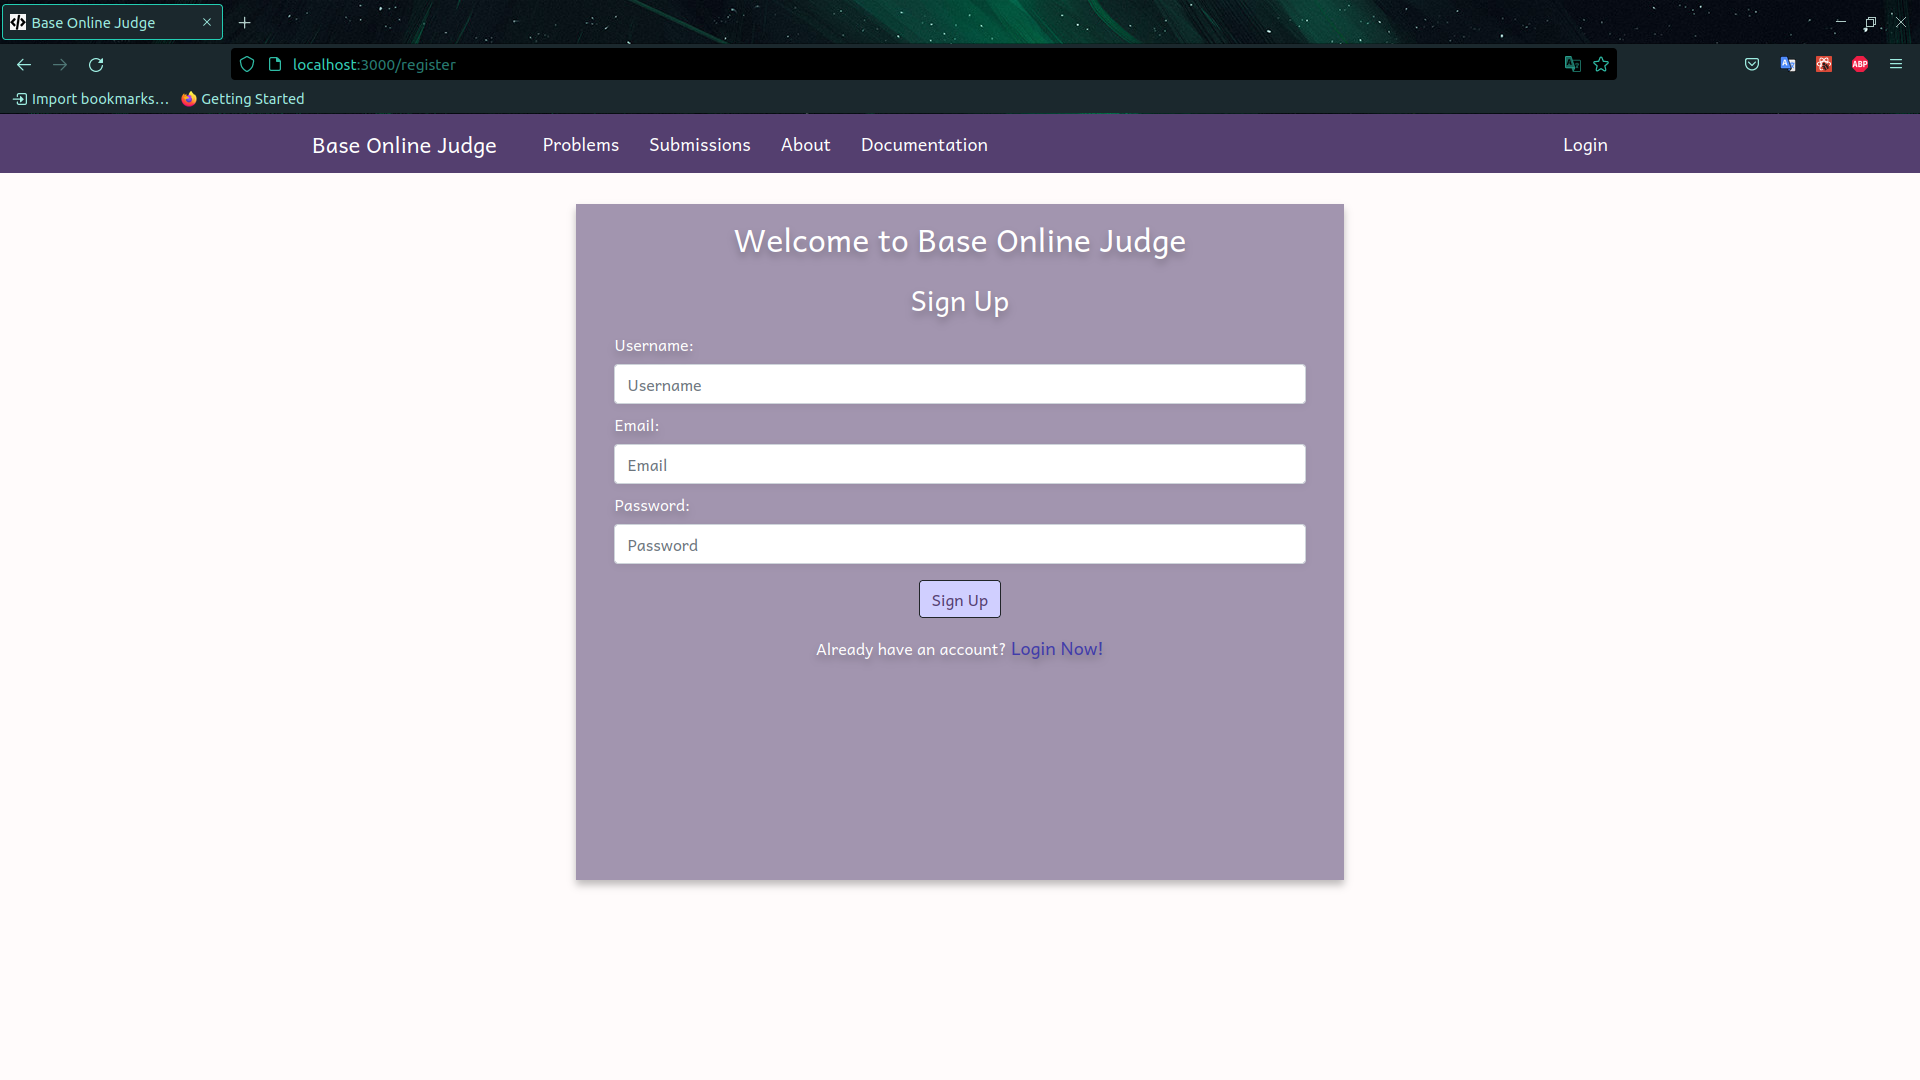 Base Online Judge
localhost:3000/register
ABP
Import bookmarks...
Getting Started
Base Online Judge
Problems
Submissions
About
Documentation
Login
Welcome to Base Online Judge
Sign Up
Username:
Username
Email:
Email
Password:
Password
Sign Up
Already have an account? Login Now!